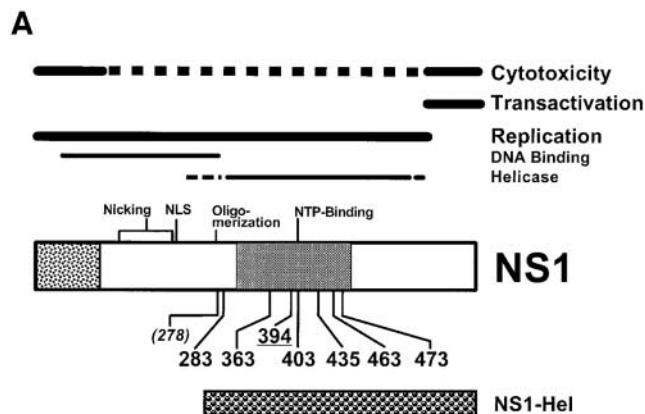 A
Cytotoxicity
Transactivation
Replication
DNA Binding
Helicase
Nicking NLS Oligo-
merization NTP-Binding
NS1
(278)
283 363 394 403 435 463 473
NS1-Hel